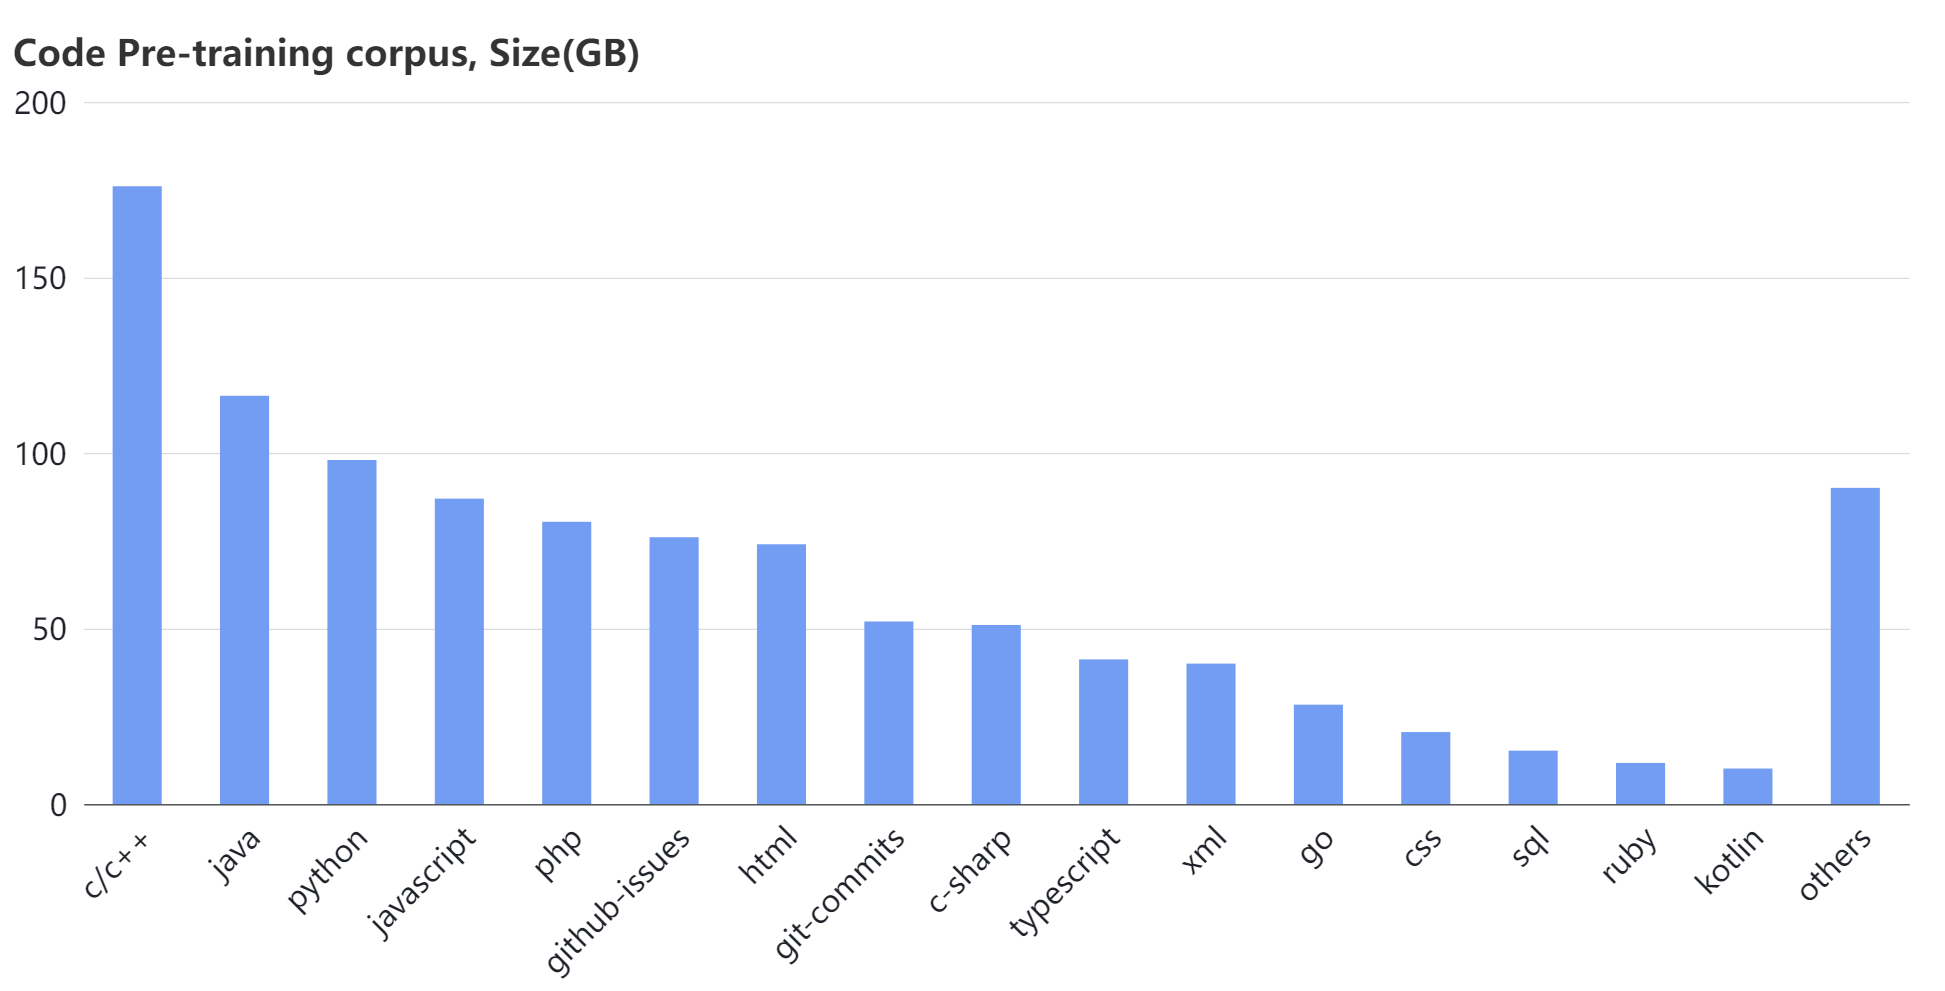 Code Pre-training corpus, Size(GB)
200
150
100
50
0
c/c++
java
python
javascript
php
github-issues
html
git-commits
c-sharp
typescript
xml
go
css
sql
ruby
kotlin
others